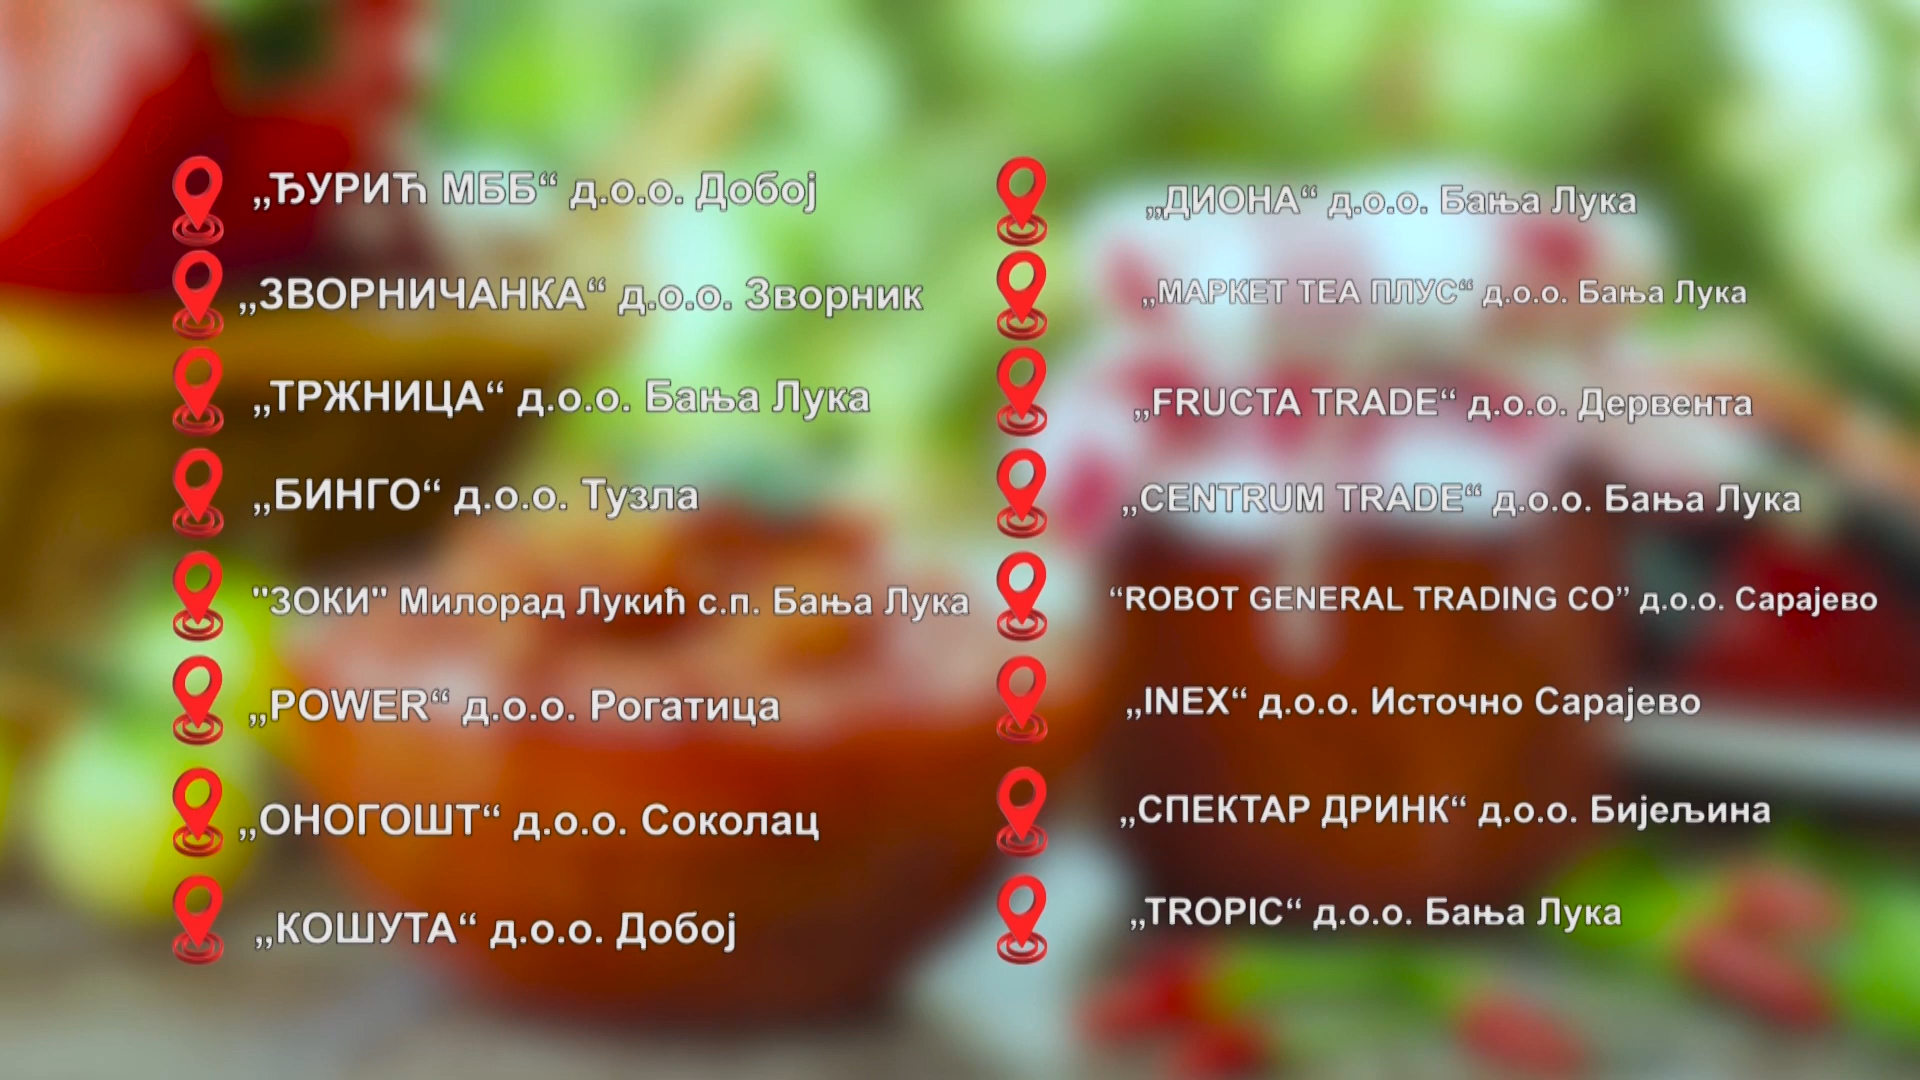 „ЂУРИЋ МББ“ д.о.о. Добој
„ЗВОРНИЧАНКА“ д.о.о. Зворник
„ТРЖНИЦА“ д.о.о. Бања Лука
„БИНГО“ д.о.о. Тузла
"ЗОКИ" Милорад Лукић с.п. Бања Лука
„POWER“ д.о.о. Рогатица
„ОНОГОШТ“ д.о.о. Соколац
„КОШУТА“ д.о.о. Добој
„ДИОНА“ д.о.о. Бања Лука
„МАРКЕТ ТЕА ПЛУС“ д.о.о. Бања Лука
„FRUCTA TRADE“ д.о.о. Дервента
„CENTRUM TRADE“ д.о.о. Бања Лука
“ROBOT GENERAL TRADING CO” д.о.о. Сарајево
„INEX“ д.о.о. Источно Сарајево
„СПЕКТАР ДРИНК“ д.о.о. Бијељина
„TROPIC“ д.о.о. Бања Лука